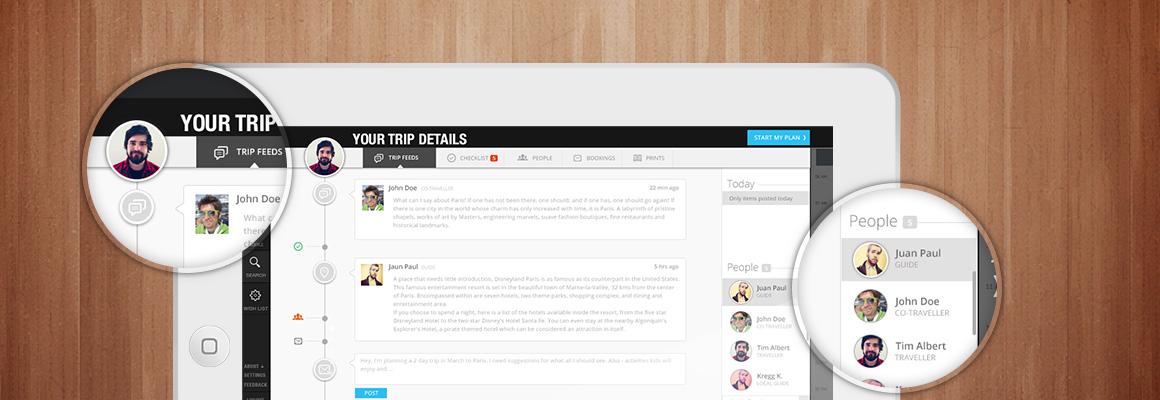 YOUR TRIP
TRIP FEEDS
John Doe
What c
there
chau
YOUR TRIP DETAILS
START MY PLAN
TRIP FEEDS
CHECKLIST 5
PEOPLE
BOOKINGS
PRINTS
John Doe CO-TRAVELLER
22 min ago
What can I say about Paris! If one has not been there, one should; and if one has, one should go again! If
there is one city in the world whose charm has only increased with time, it is Paris. A labyrinth of pristine
shapels, works of art by Masters, engineering marvels, suave fashion boutiques, fine restaurants and
historical landmarks.
Jaun Paul GUIDE
5 hrs ago
A place that needs little introduction, Disneyland Paris is as famous as its counterpart in the United States.
This famous entertainment resort is set in the beautiful town of Marne-la-Vallée, 32 kms from the center
of Paris. Encompassed within are seven hotels, two theme parks, shopping complex, and dining and
entertainment area.
If you choose to spend a night, here is a list of the hotels available inside the resort, from the five star
Disneyland Hotel to the two-star Disney's Hotel Santa Fe. You can even stay at the nearby Algonquin's
Explorer's Hotel, a pirate themed hotel which can be considered an attraction in itself.
Hey, I'm planning a 2 day trip in March to Paris. I need suggestions for what all I should see. Also - activities kids will
enjoy and ...
POST
SEARCH
WISH LIST
ABOUT +
SETTINGS
FEEDBACK
Today
Only items posted today
People 5
Juan Paul
GUIDE
John Doe
CO-TRAVELLER
Tim Albert
TRAVELLER
Kregg K.
LOCAL GUIDE
People 5
Juan Paul
GUIDE
John Doe
CO-TRAVELLER
Tim Albert
TRAVELLER
11